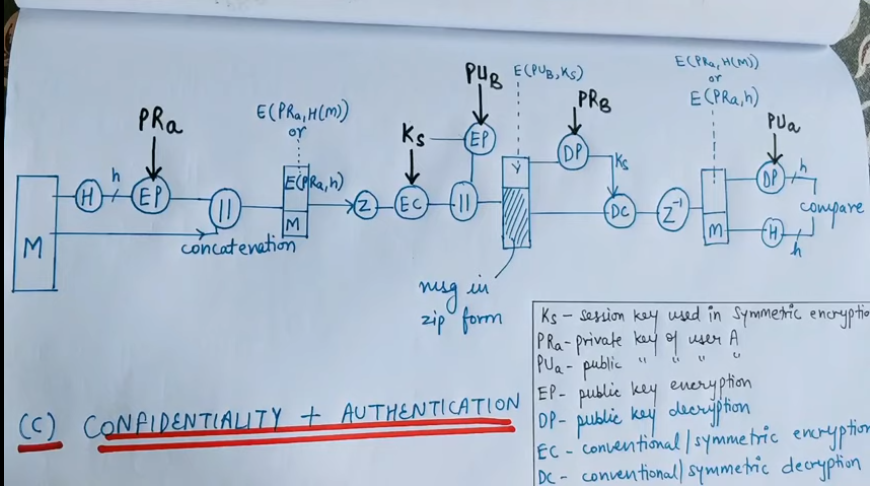 PRa
E(PRa, H(M))
or
Ks
PUB
E(PUB, Ks)
PRB
E(PRa, H(M))
or
E(PRa, h)
PUa
M
H
h
EP
||
E(PRa, h)
M
Z
EC
||
EP
DP
Ks
DC
Z-1
M
DP
h
H
h
compare
concatenation
msg in
zip form
Ks - session key used in symmetric encryptio
PRa - private key of user A
PUa - public " " "
EP - public key encryption
DP - public key decryption
EC - conventional/symmetric encryption
DC - conventional/symmetric decryption
(C) CONFIDENTIALITY + AUTHENTICATION